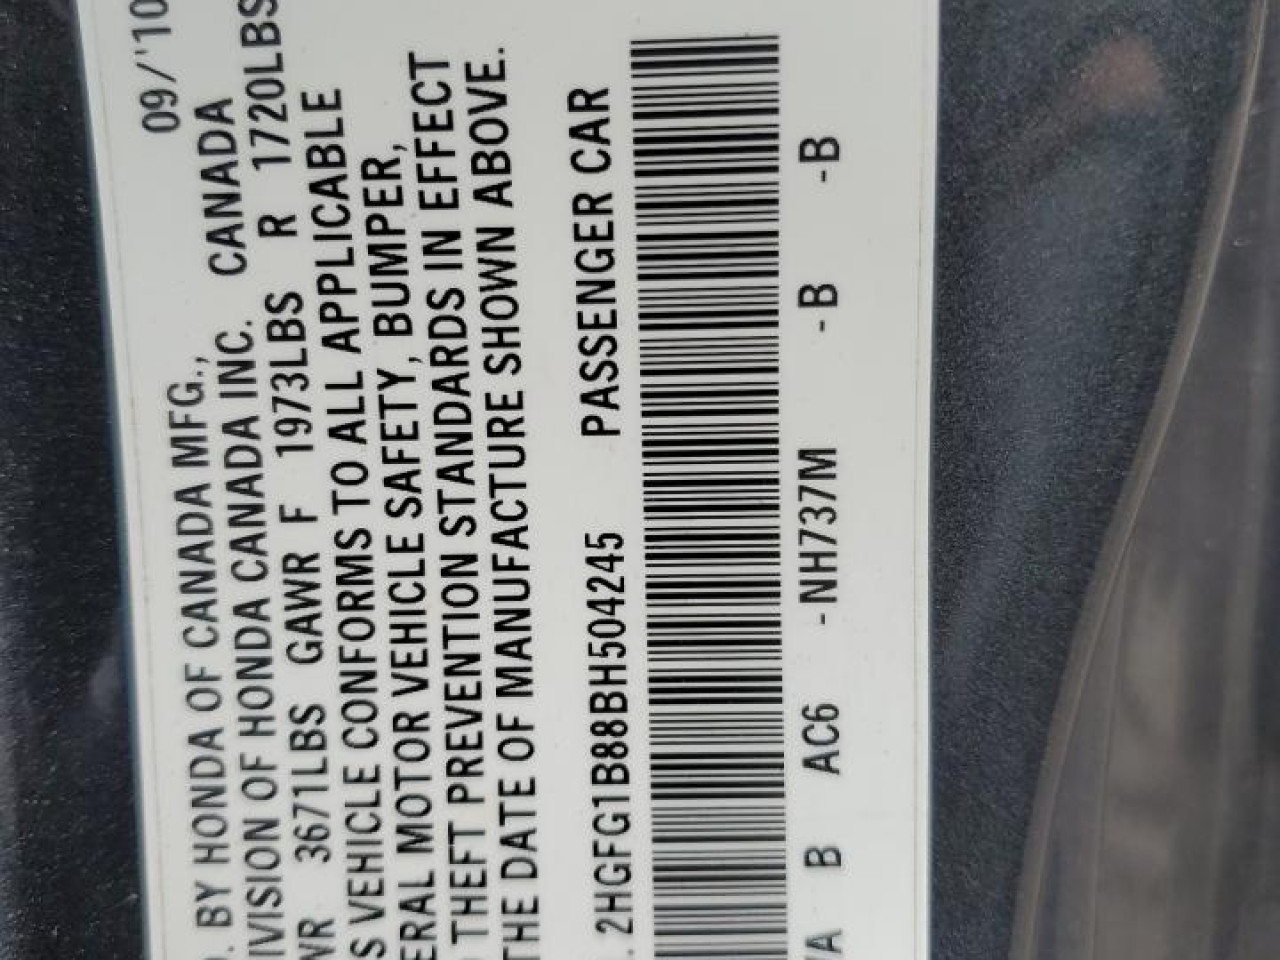 09/'10
. BY HONDA OF CANADA MFG.,
IVISION OF HONDA CANADA INC. CANADA
WR 3671LBS GAWR F 1973LBS R 1720LBS
S VEHICLE CONFORMS TO ALL APPLICABLE
ERAL MOTOR VEHICLE SAFETY, BUMPER,
THEFT PREVENTION STANDARDS IN EFFECT
THE DATE OF MANUFACTURE SHOWN ABOVE.
. 2HGFG1B88BH504245 PASSENGER CAR
A B AC6 -NH737M -B -B